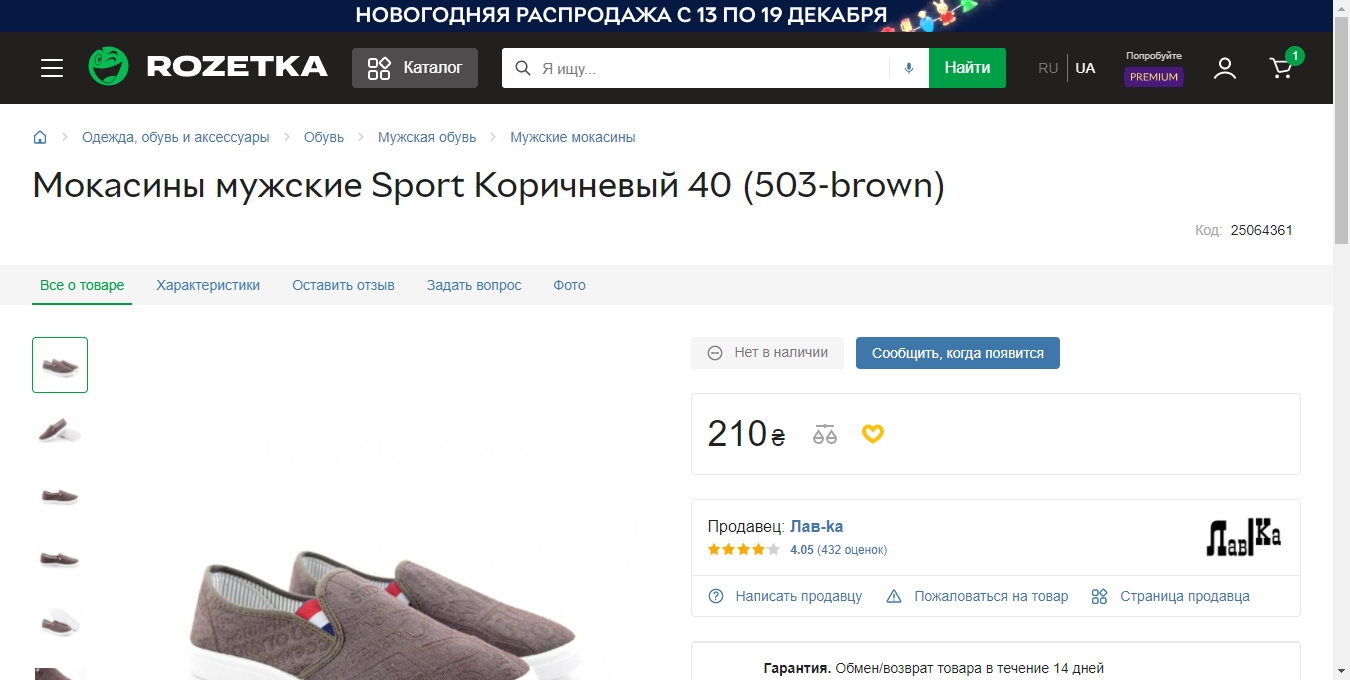 НОВОГОДНЯЯ РАСПРОДАЖА С 13 ПО 19 ДЕКАБРЯ
ROZETKA
Каталог
Я ищу...
Найти
RU
UA
Попробуйте
PREMIUM
1
Одежда, обувь и аксессуары
Обувь
Мужская обувь
Мужские мокасины
Мокасины мужские Sport Коричневый 40 (503-brown)
Код: 25064361
Все о товаре
Характеристики
Оставить отзыв
Задать вопрос
Фото
Нет в наличии
Сообщить, когда появится
210 ₴
Продавец: Лав-ka
ЛавКа
4.05 (432 оценок)
Написать продавцу
Пожаловаться на товар
Страница продавца
Гарантия. Обмен/возврат товара в течение 14 дней